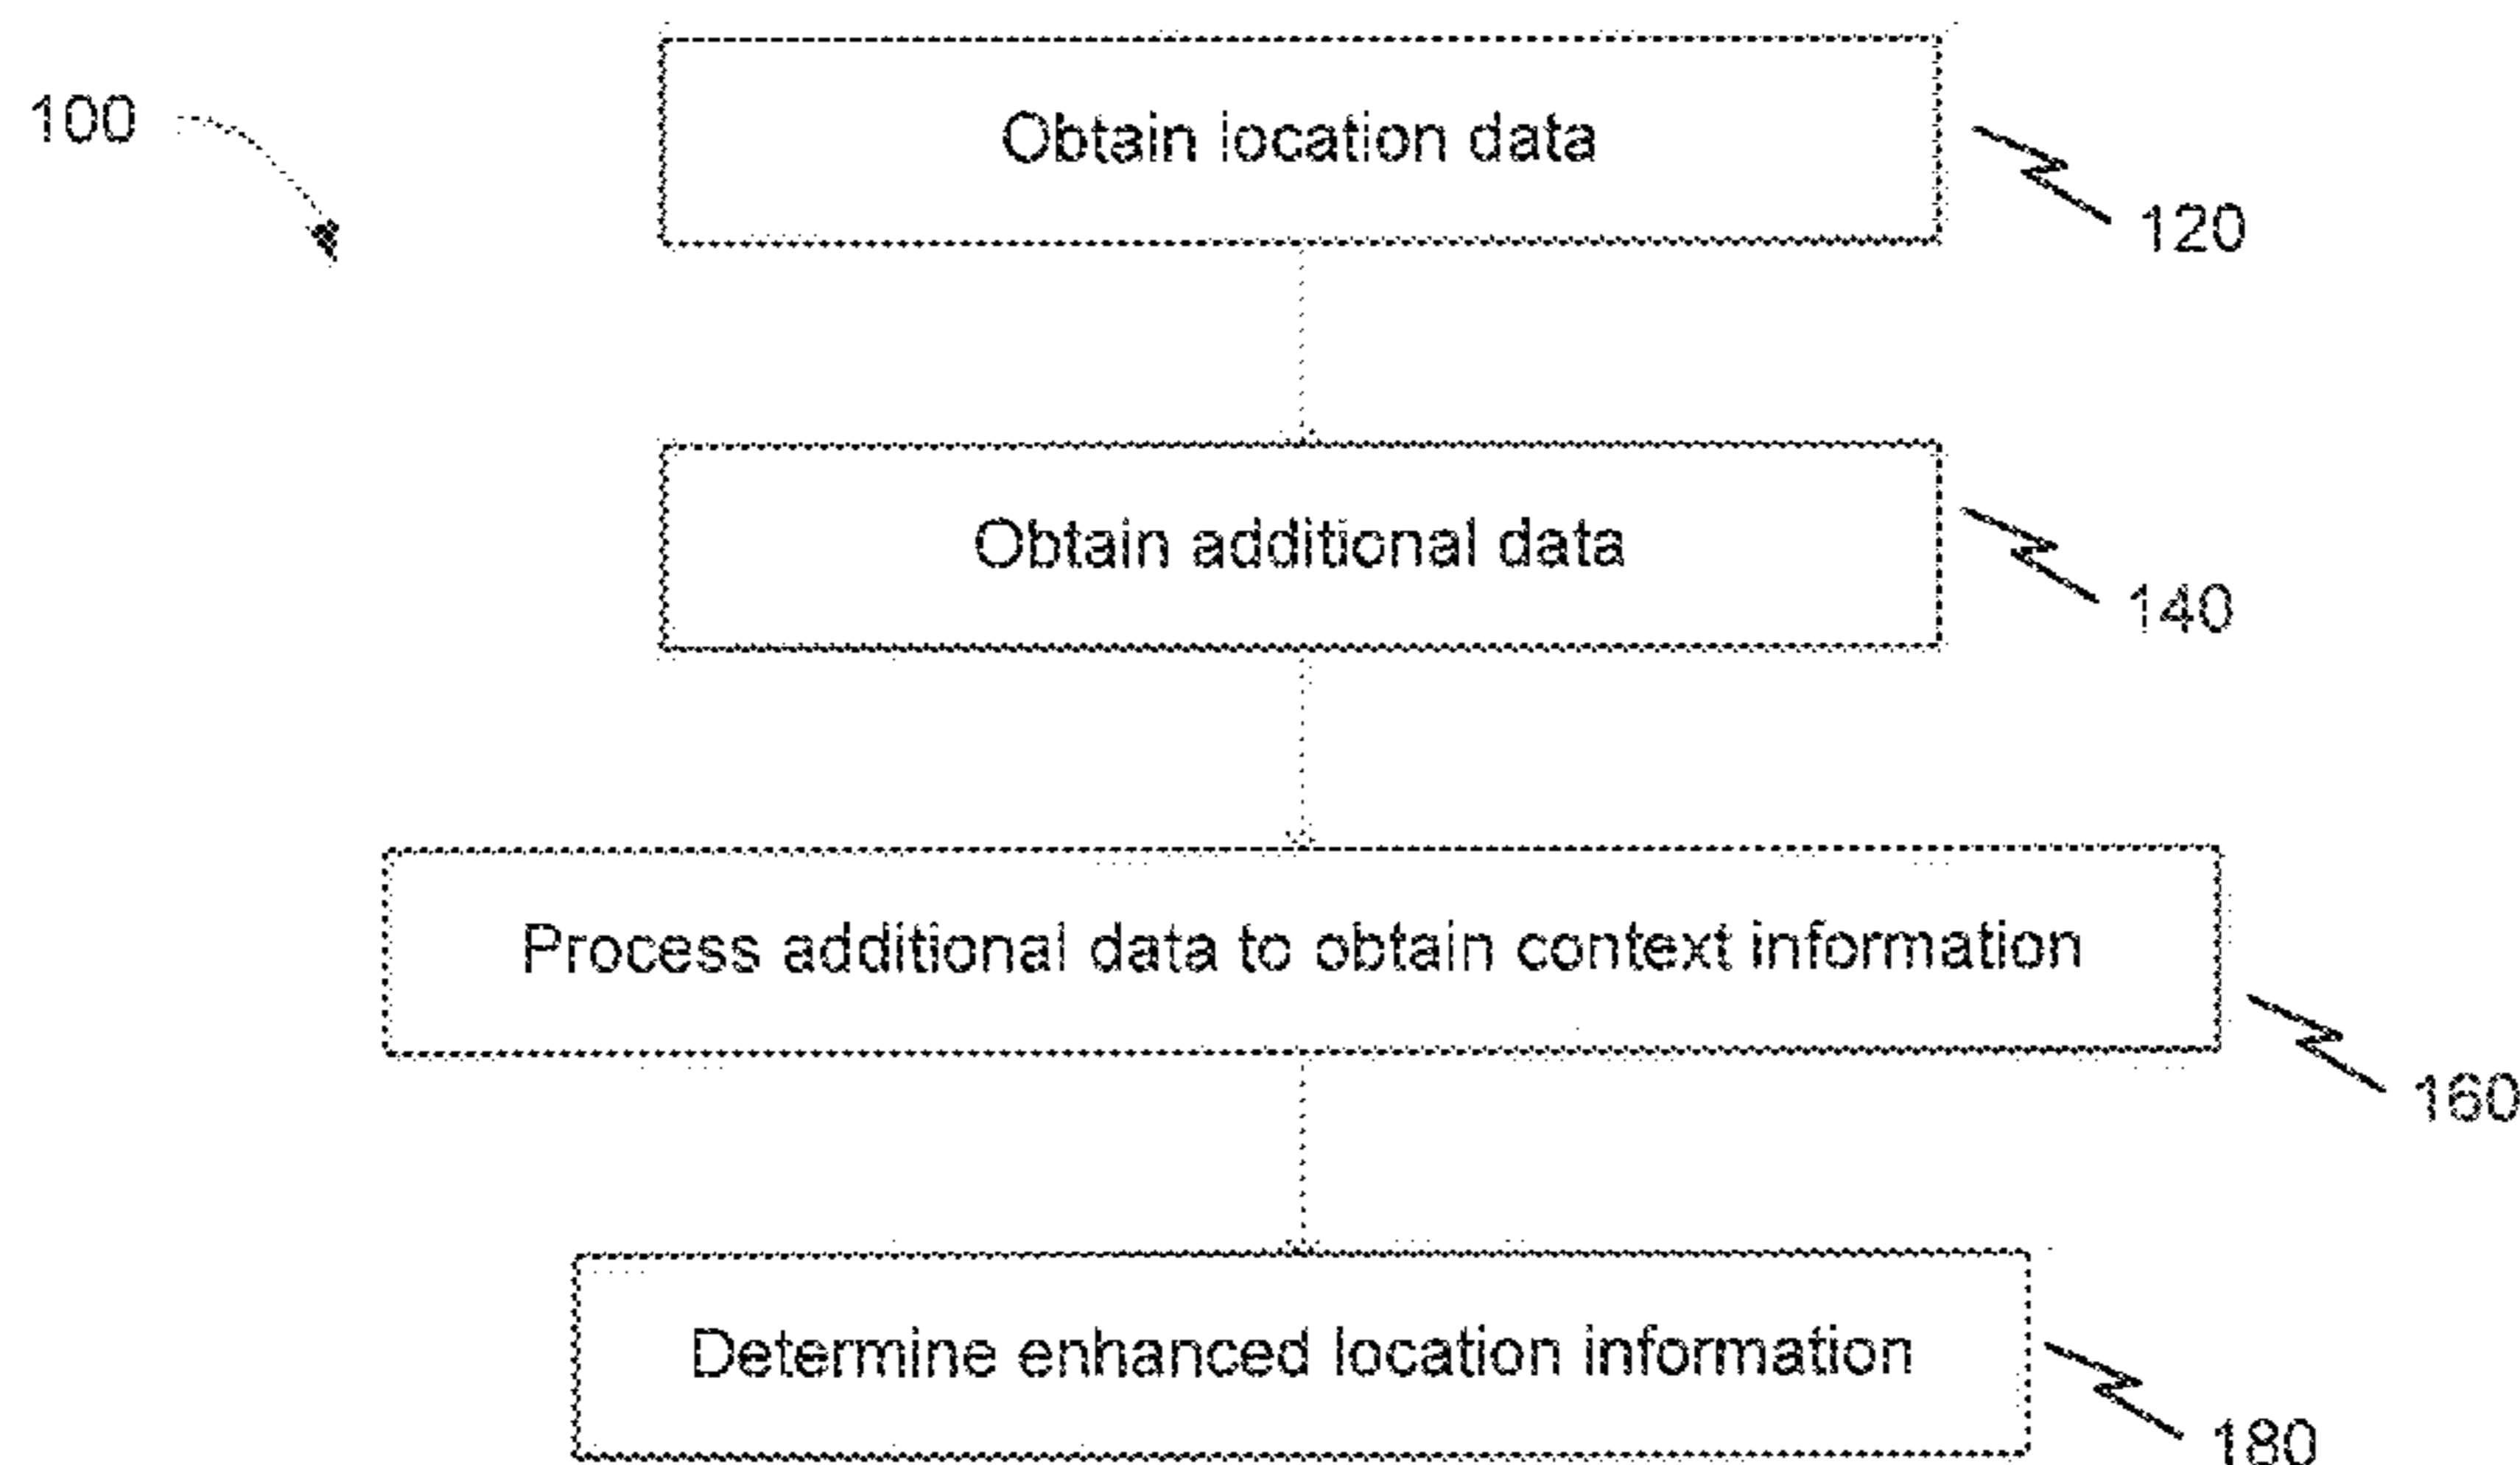 100
Obtain location data
120
Obtain additional data
140
Process additional data to obtain context information
160
Determine enhanced location information
180